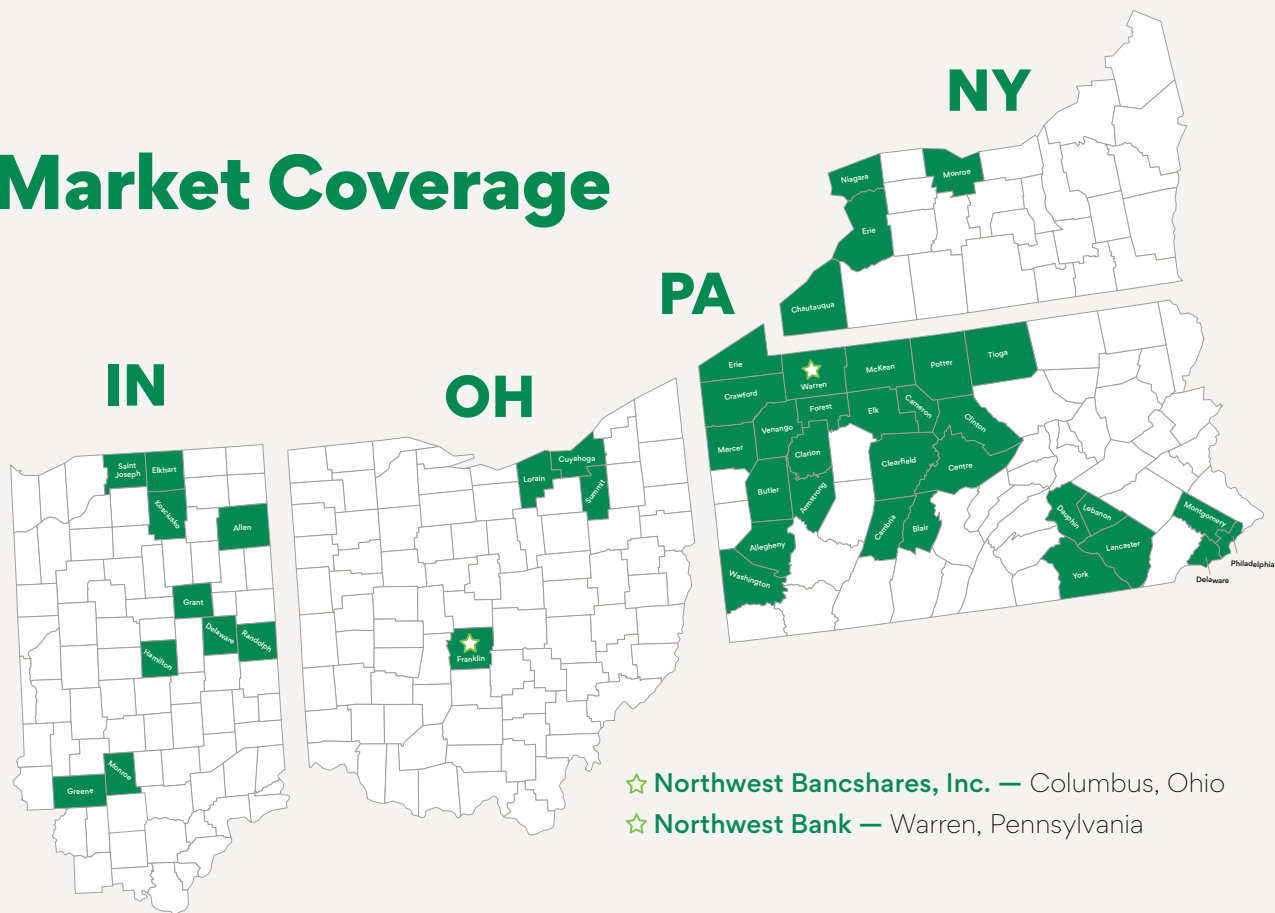 NY
Market Coverage
Niagara
Monroe
Erie
Chautauqua
PA
Erie
Warren
McKean
Potter
Tioga
Crawford
Forest
Elk
Cameron
Clinton
Venango
Mercer
Clarion
Clearfield
Centre
Butler
Armstrong
Cambria
Blair
Allegheny
Washington
Dauphin
Lebanon
Lancaster
York
Montgomery
Philadelphia
Delaware
IN
Saint
Joseph
Elkhart
Kosciusko
Allen
Grant
Delaware
Randolph
Hamilton
Monroe
Greene
OH
Cuyahoga
Lorain
Summit
Franklin
Northwest Bancshares, Inc. — Columbus, Ohio
Northwest Bank — Warren, Pennsylvania